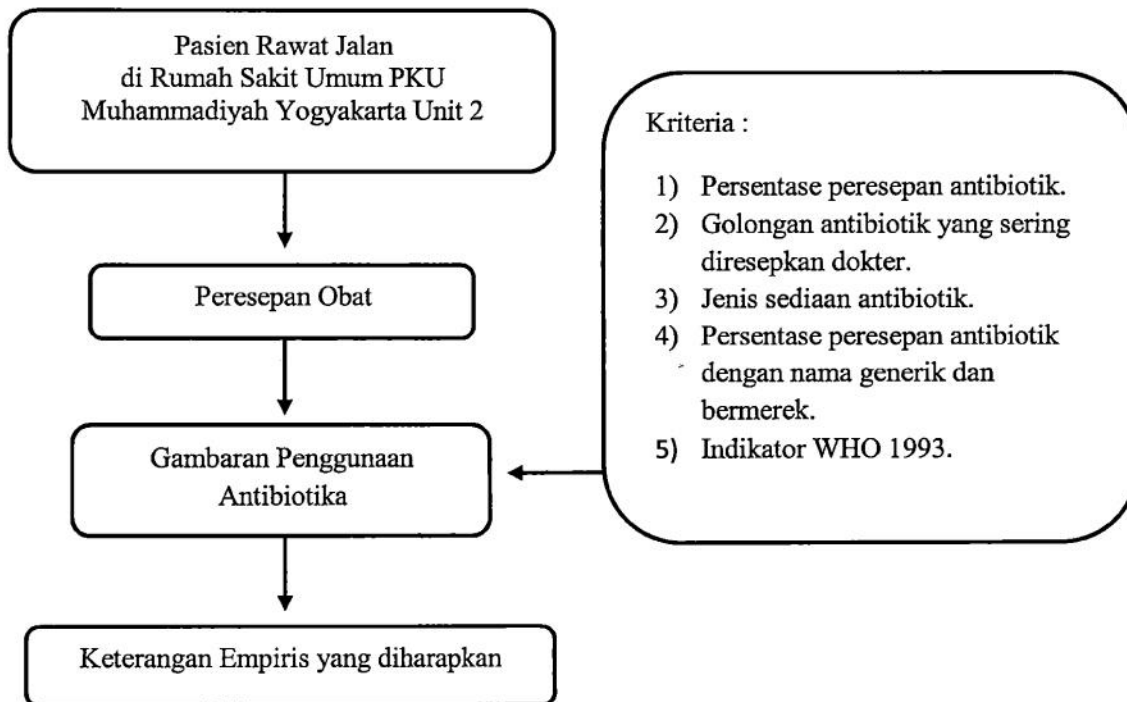 Pasien Rawat Jalan
di Rumah Sakit Umum PKU
Muhammadiyah Yogyakarta Unit 2
Peresepan Obat
Gambaran Penggunaan
Antibiotika
Keterangan Empiris yang diharapkan
Kriteria :
1) Persentase peresepan antibiotik.
2) Golongan antibiotik yang sering
diresepkan dokter.
3) Jenis sediaan antibiotik.
4) Persentase peresepan antibiotik
dengan nama generik dan
bermerek.
5) Indikator WHO 1993.